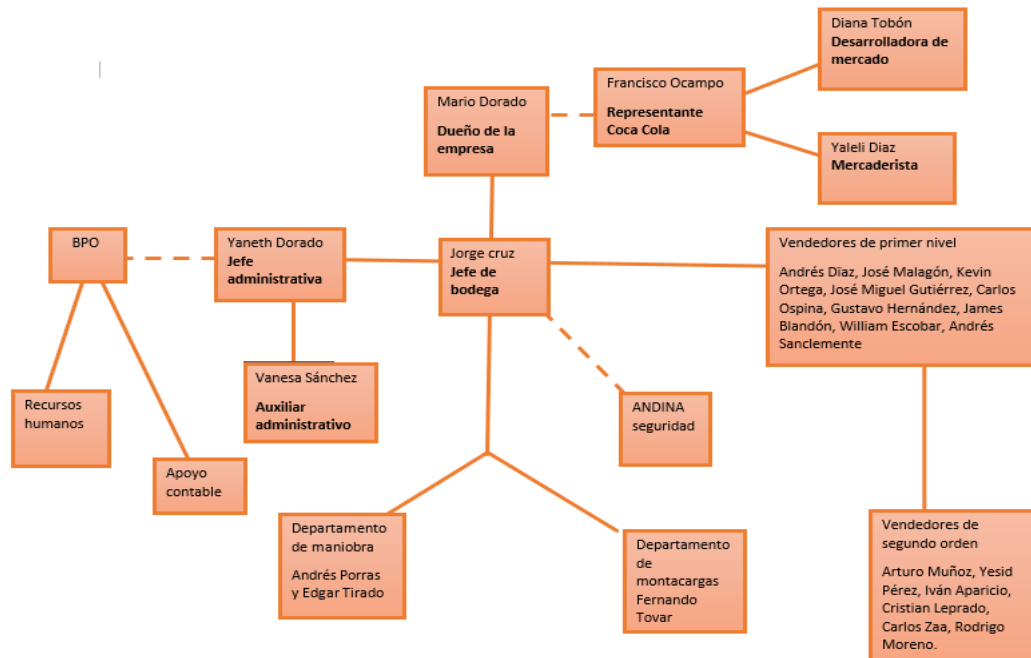 Diana Tobón
Desarrolladora de
mercado
Francisco Ocampo
Representante
Coca Cola
Mario Dorado
Dueño de la
empresa
Yaleli Diaz
Mercaderista
BPO
Yaneth Dorado
Jefe
administrativa
Jorge cruz
Jefe de
bodega
Vendedores de primer nivel
Andrés Dïaz, José Malagón, Kevin
Ortega, José Miguel Gutiérrez, Carlos
Ospina, Gustavo Hernández, James
Blandón, William Escobar, Andrés
Sanclemente
Vanesa Sánchez
Auxiliar
administrativo
Recursos
humanos
ANDINA
seguridad
Apoyo
contable
Departamento
de maniobra
Andrés Porras
y Edgar Tirado
Departamento
de
montacargas
Fernando
Tovar
Vendedores de
segundo orden
Arturo Muñoz, Yesid
Pérez, Iván Aparicio,
Cristian Leprado,
Carlos Zaa, Rodrigo
Moreno.